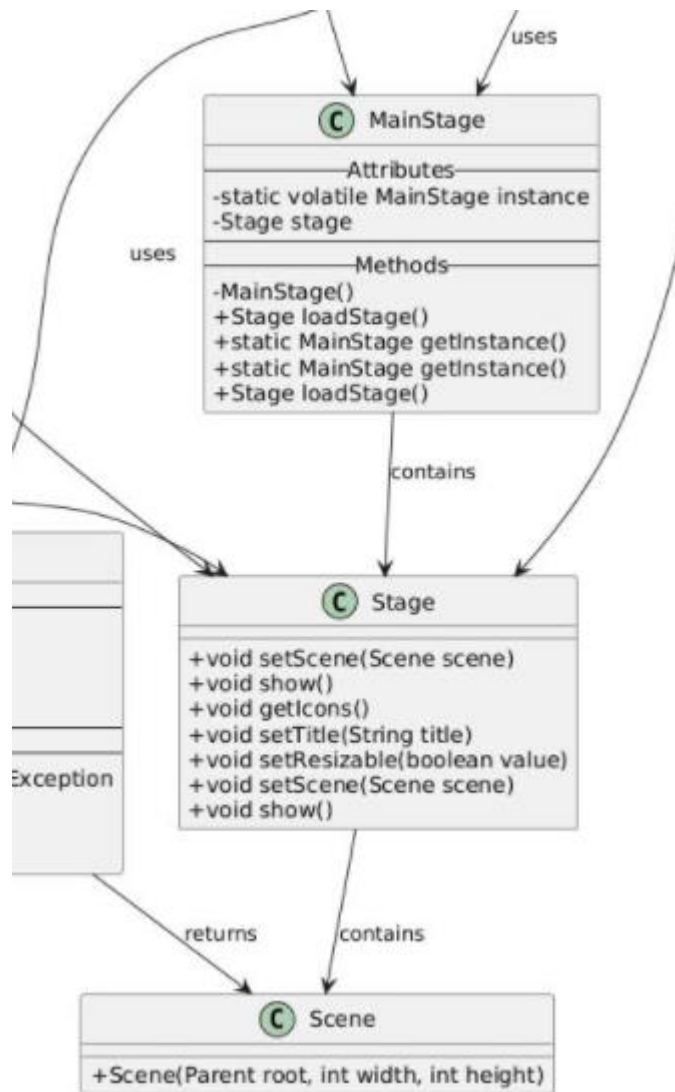 uses
C MainStage
Attributes
-static volatile MainStage instance
-Stage stage
uses
Methods
-MainStage()
+Stage loadStage()
+static MainStage getInstance()
+static MainStage getInstance()
+Stage loadStage()
contains
C Stage
+void setScene(Scene scene)
+void show()
+void getIcons()
+void setTitle(String title)
+void setResizable(boolean value)
+void setScene(Scene scene)
+void show()
Exception
returns
contains
C Scene
+Scene(Parent root, int width, int height)